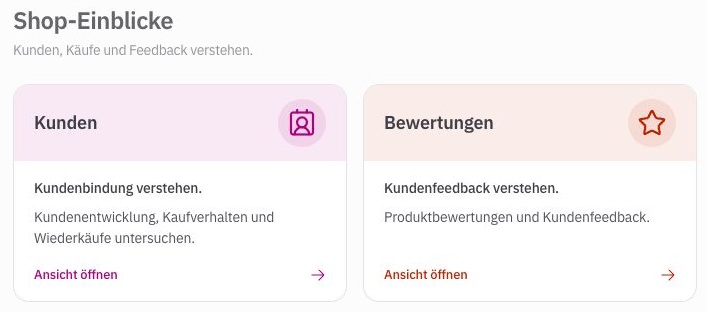 Shop-Einblicke
Kunden, Käufe und Feedback verstehen.
Kunden
Kundenbindung verstehen.
Kundenentwicklung, Kaufverhalten und
Wiederkäufe untersuchen.
Ansicht öffnen
Bewertungen
Kundenfeedback verstehen.
Produktbewertungen und Kundenfeedback.
Ansicht öffnen